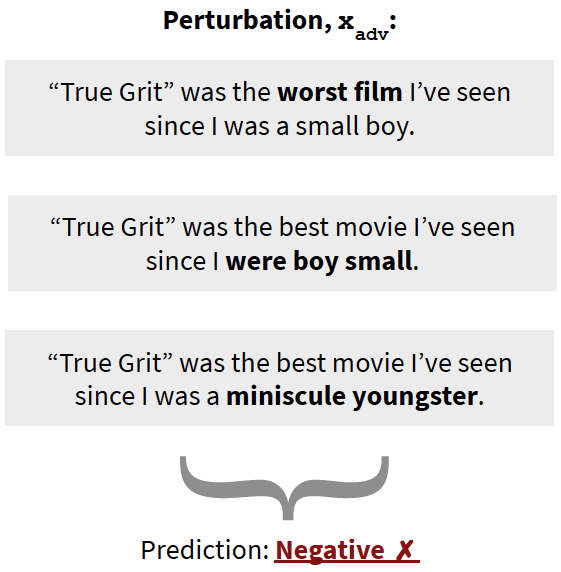 Perturbation, x_adv:
“True Grit” was the worst film I’ve seen
since I was a small boy.
“True Grit” was the best movie I’ve seen
since I were boy small.
“True Grit” was the best movie I’ve seen
since I was a miniscule youngster.
Prediction: Negative ✗